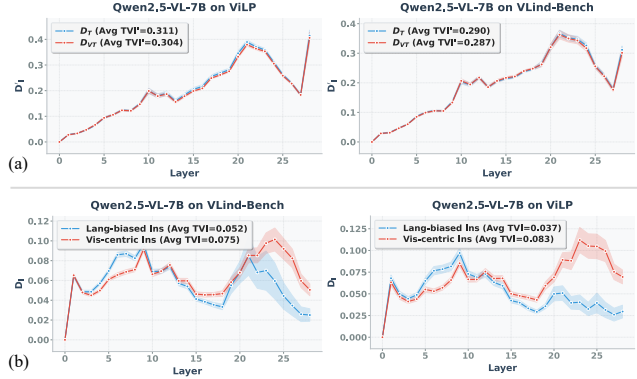 Qwen2.5-VL-7B on ViLP
D_T (Avg TVI'=0.311)
D_VT (Avg TVI'=0.304)
0.4
0.3
0.2
0.1
0.0
D'_I
0 5 10 15 20 25
Layer
(a)
Qwen2.5-VL-7B on VLind-Bench
D_T (Avg TVI'=0.290)
D_VT (Avg TVI'=0.287)
0.4
0.3
0.2
0.1
0.0
D'_I
0 5 10 15 20 25
Layer
Qwen2.5-VL-7B on VLind-Bench
Lang-biased Ins (Avg TVI=0.052)
Vis-centric Ins (Avg TVI=0.075)
0.12
0.10
0.08
0.06
0.04
0.02
0.00
D_I
0 5 10 15 20 25
Layer
(b)
Qwen2.5-VL-7B on ViLP
Lang-biased Ins (Avg TVI=0.037)
Vis-centric Ins (Avg TVI=0.083)
0.125
0.100
0.075
0.050
0.025
0.000
D_I
0 5 10 15 20 25
Layer